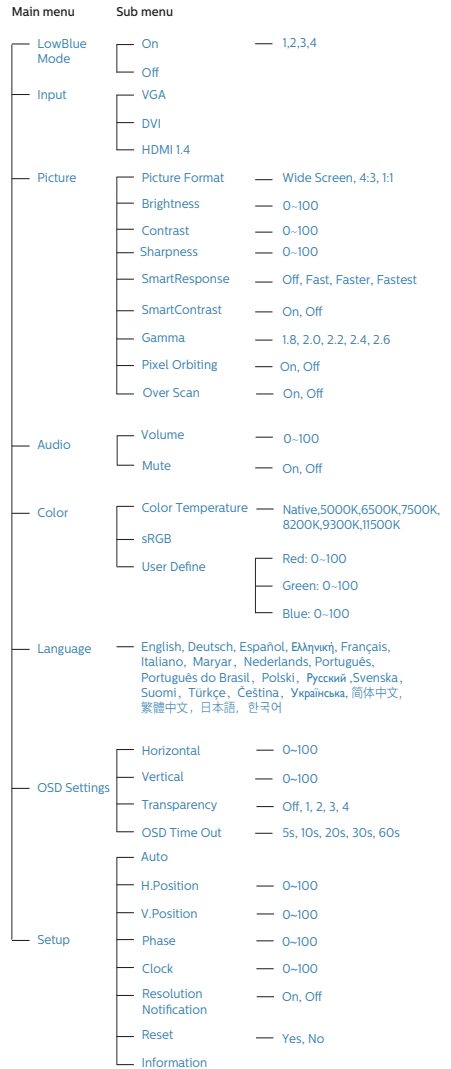 Main menu Sub menu
LowBlue Mode On 1,2,3,4
Off
Input VGA
DVI
HDMI 1.4
Picture Picture Format Wide Screen, 4:3, 1:1
Brightness 0~100
Contrast 0~100
Sharpness 0~100
SmartResponse Off, Fast, Faster, Fastest
SmartContrast On, Off
Gamma 1.8, 2.0, 2.2, 2.4, 2.6
Pixel Orbiting On, Off
Over Scan On, Off
Audio Volume 0~100
Mute On, Off
Color Color Temperature Native,5000K,6500K,7500K,
8200K,9300K,11500K
sRGB
User Define Red: 0~100
Green: 0~100
Blue: 0~100
Language English, Deutsch, Español, Ελληνική, Français,
Italiano, Maryar, Nederlands, Português,
Português do Brasil, Polski, Русский ,Svenska,
Suomi, Türkçe, Čeština, Українська, 简体中文,
繁體中文, 日本語, 한국어
OSD Settings Horizontal 0~100
Vertical 0~100
Transparency Off, 1, 2, 3, 4
OSD Time Out 5s, 10s, 20s, 30s, 60s
Setup Auto
H.Position 0~100
V.Position 0~100
Phase 0~100
Clock 0~100
Resolution Notification On, Off
Reset Yes, No
Information